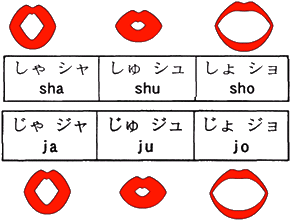 しゃ シャ しゅ シュ しょ ショ
sha shu sho
じゃ ジャ じゅ ジュ じょ ジョ
ja ju jo